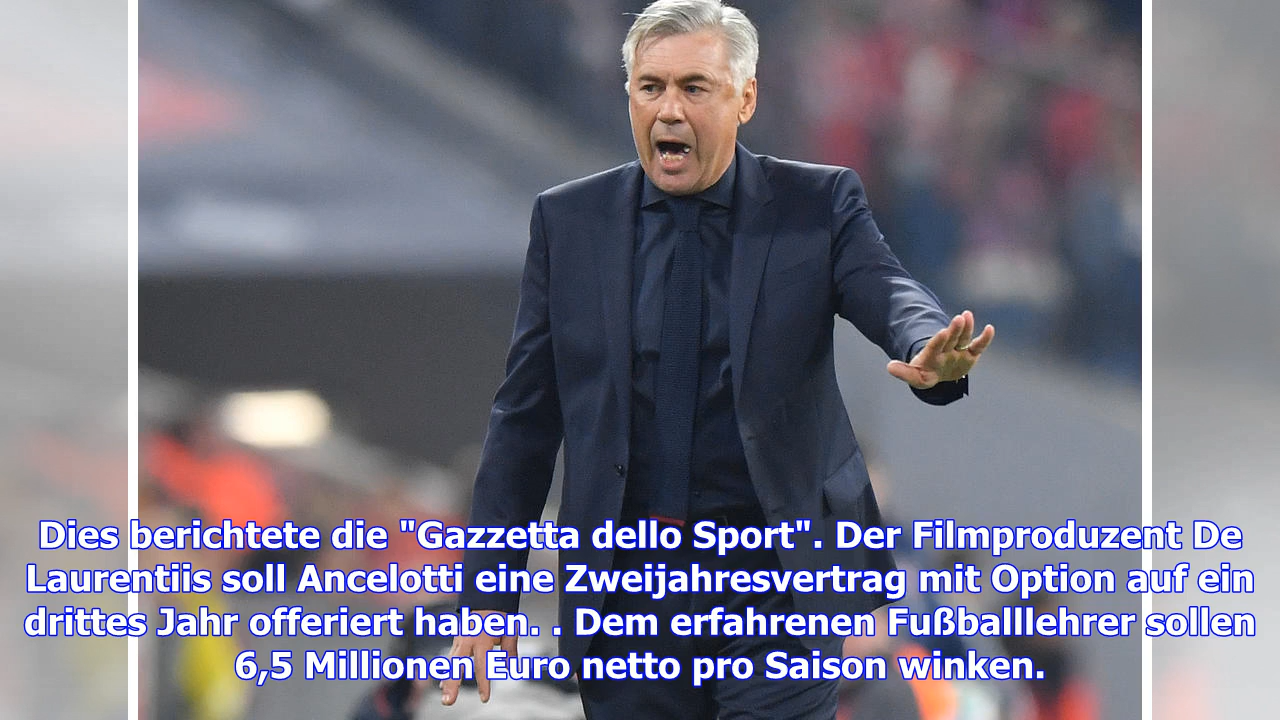 Dies berichtete die "Gazzetta dello Sport". Der Filmproduzent De
Laurentiis soll Ancelotti eine Zweijahresvertrag mit Option auf ein
drittes Jahr offeriert haben. . Dem erfahrenen Fußballlehrer sollen
6,5 Millionen Euro netto pro Saison winken.